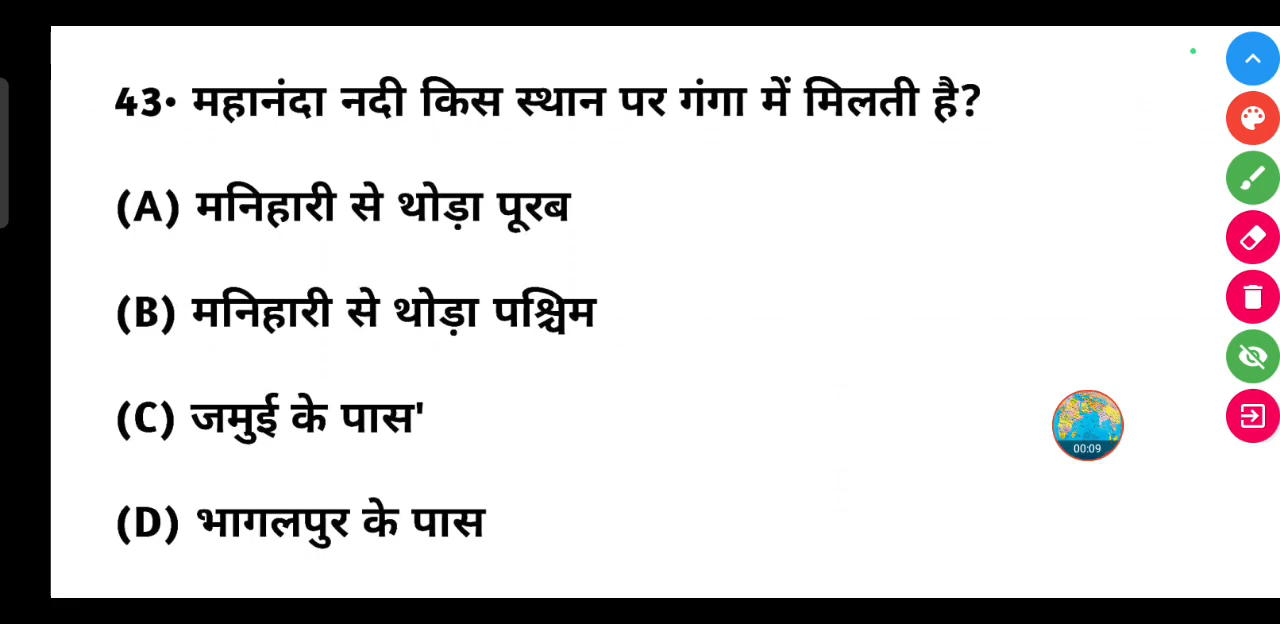 43• महानंदा नदी किस स्थान पर गंगा में मिलती है?
(A) मनिहारी से थोड़ा पूरब
(B) मनिहारी से थोड़ा पश्चिम
(C) जमुई के पास'
(D) भागलपुर के पास
00:09